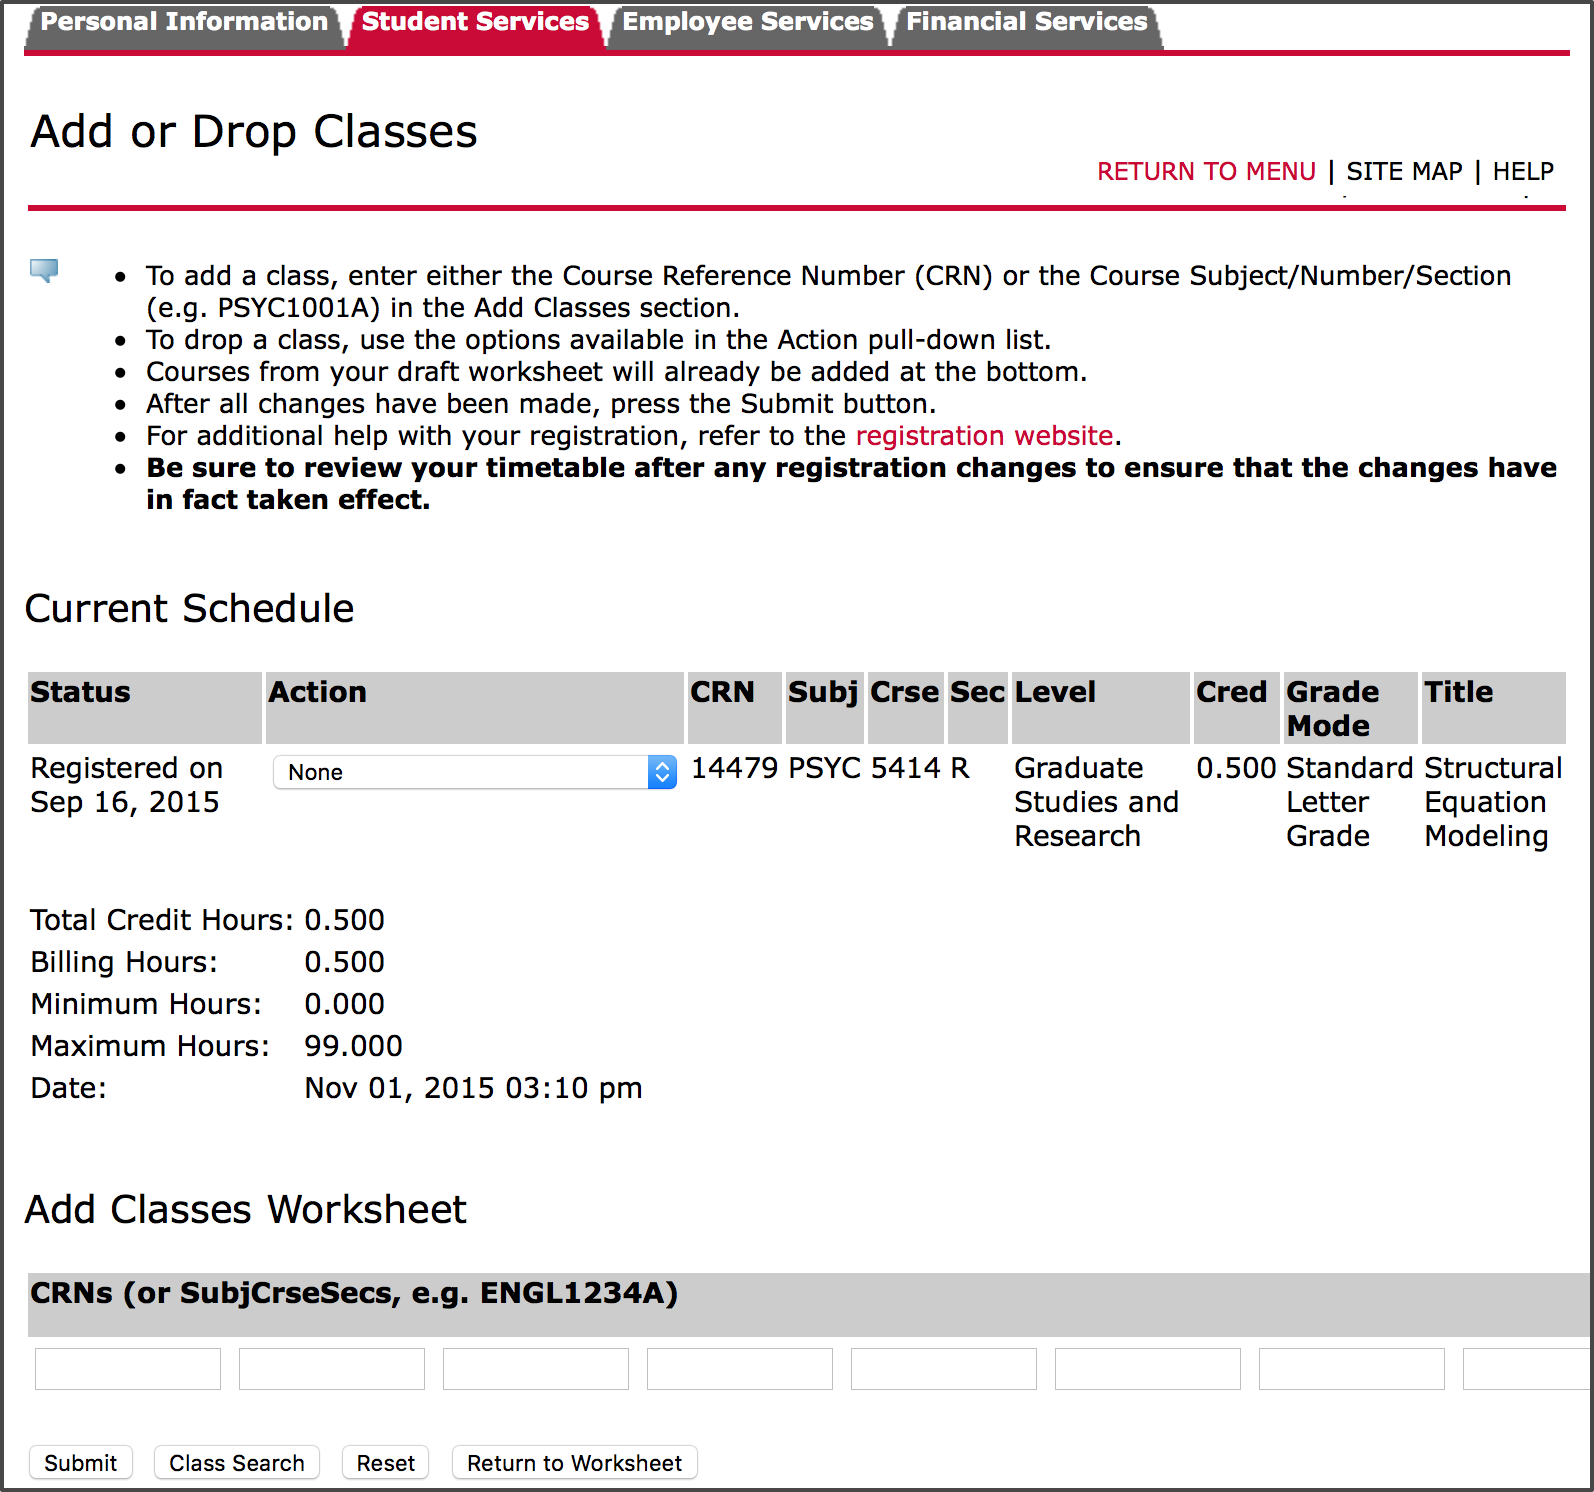 Personal Information Student Services Employee Services Financial Services
Add or Drop Classes
RETURN TO MENU | SITE MAP | HELP
• To add a class, enter either the Course Reference Number (CRN) or the Course Subject/Number/Section
(e.g. PSYC1001A) in the Add Classes section.
• To drop a class, use the options available in the Action pull-down list.
• Courses from your draft worksheet will already be added at the bottom.
• After all changes have been made, press the Submit button.
• For additional help with your registration, refer to the registration website.
• Be sure to review your timetable after any registration changes to ensure that the changes have
in fact taken effect.
Current Schedule
Status Action CRN Subj Crse Sec Level Cred Grade Title
Mode
Registered on None 14479 PSYC 5414 R Graduate 0.500 Standard Structural
Sep 16, 2015 Studies and Letter Equation
Research Grade Modeling
Total Credit Hours: 0.500
Billing Hours: 0.500
Minimum Hours: 0.000
Maximum Hours: 99.000
Date: Nov 01, 2015 03:10 pm
Add Classes Worksheet
CRNs (or SubjCrseSecs, e.g. ENGL1234A)
Submit Class Search Reset Return to Worksheet